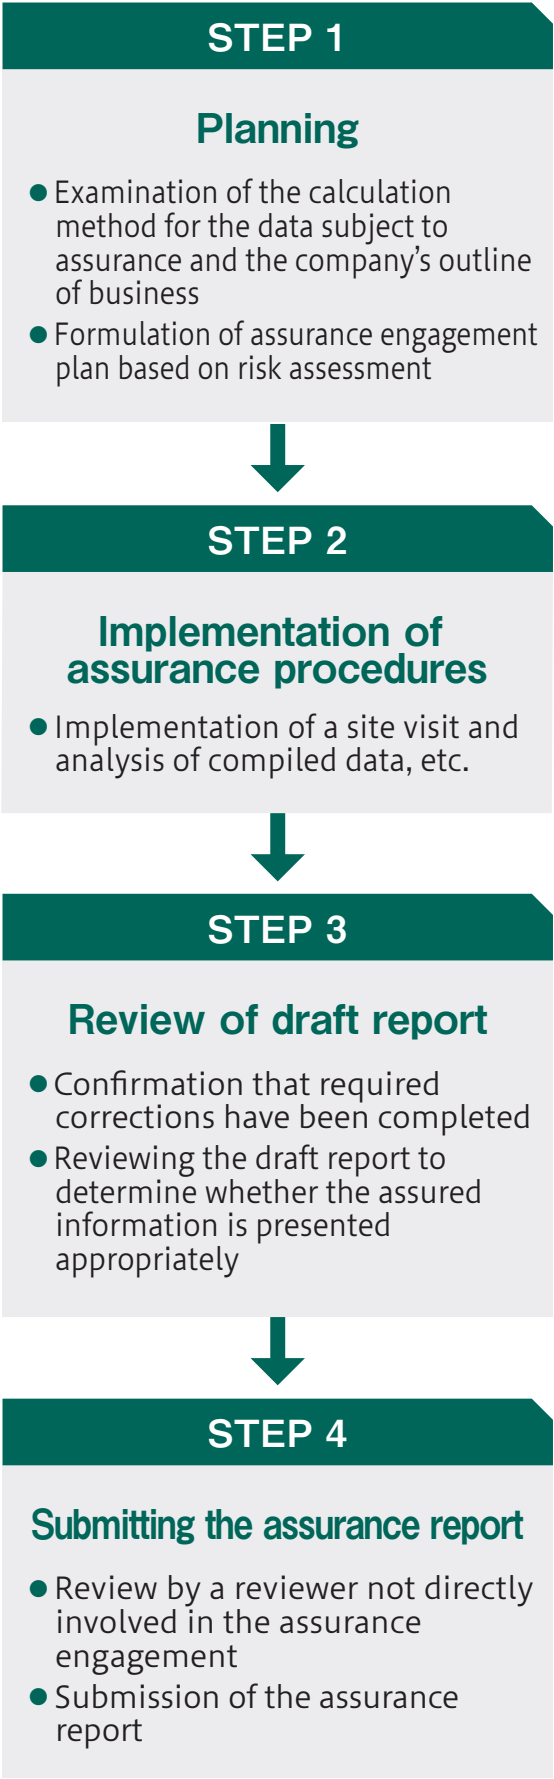 STEP 1
Planning
● Examination of the calculation
method for the data subject to
assurance and the company’s outline
of business
● Formulation of assurance engagement
plan based on risk assessment
STEP 2
Implementation of
assurance procedures
● Implementation of a site visit and
analysis of compiled data, etc.
STEP 3
Review of draft report
● Confirmation that required
corrections have been completed
● Reviewing the draft report to
determine whether the assured
information is presented
appropriately
STEP 4
Submitting the assurance report
● Review by a reviewer not directly
involved in the assurance
engagement
● Submission of the assurance
report